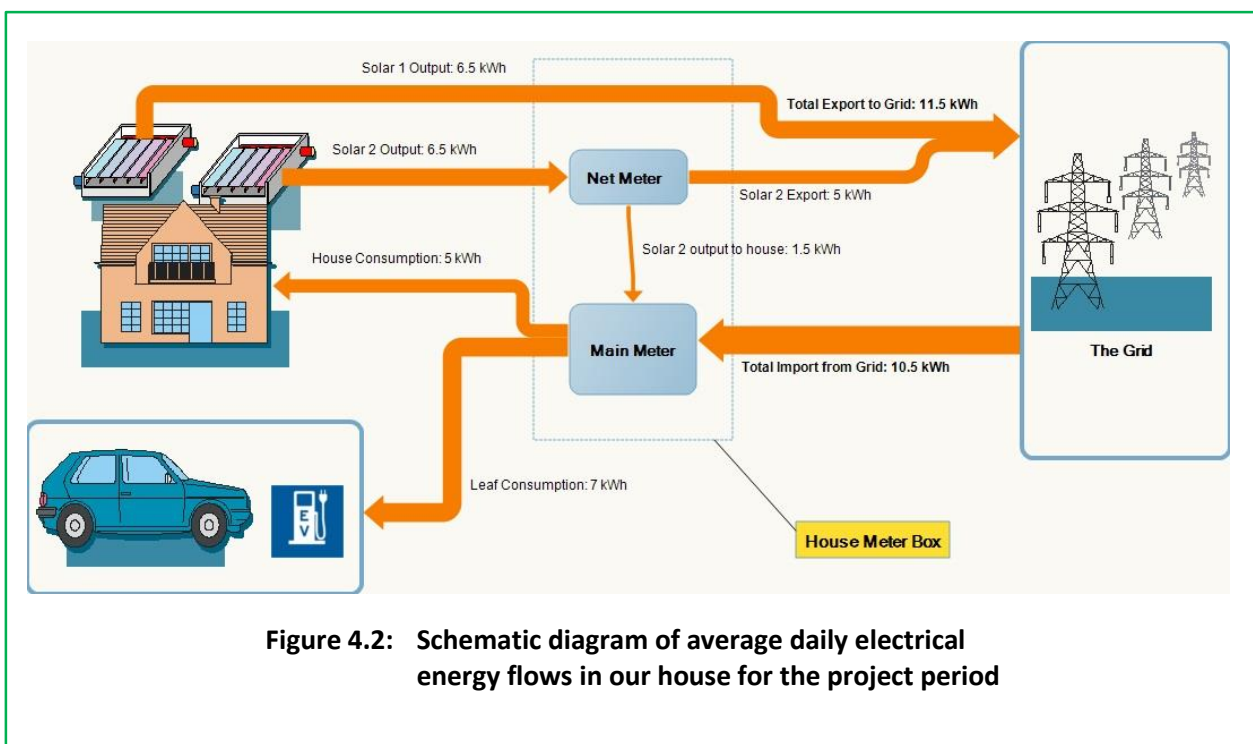 Solar 1 Output: 6.5 kWh
Total Export to Grid: 11.5 kWh
Solar 2 Output: 6.5 kWh
Net Meter
Solar 2 Export: 5 kWh
Solar 2 output to house: 1.5 kWh
House Consumption: 5 kWh
Main Meter
The Grid
Total Import from Grid: 10.5 kWh
Leaf Consumption: 7 kWh
E
V
House Meter Box
Figure 4.2: Schematic diagram of average daily electrical
energy flows in our house for the project period